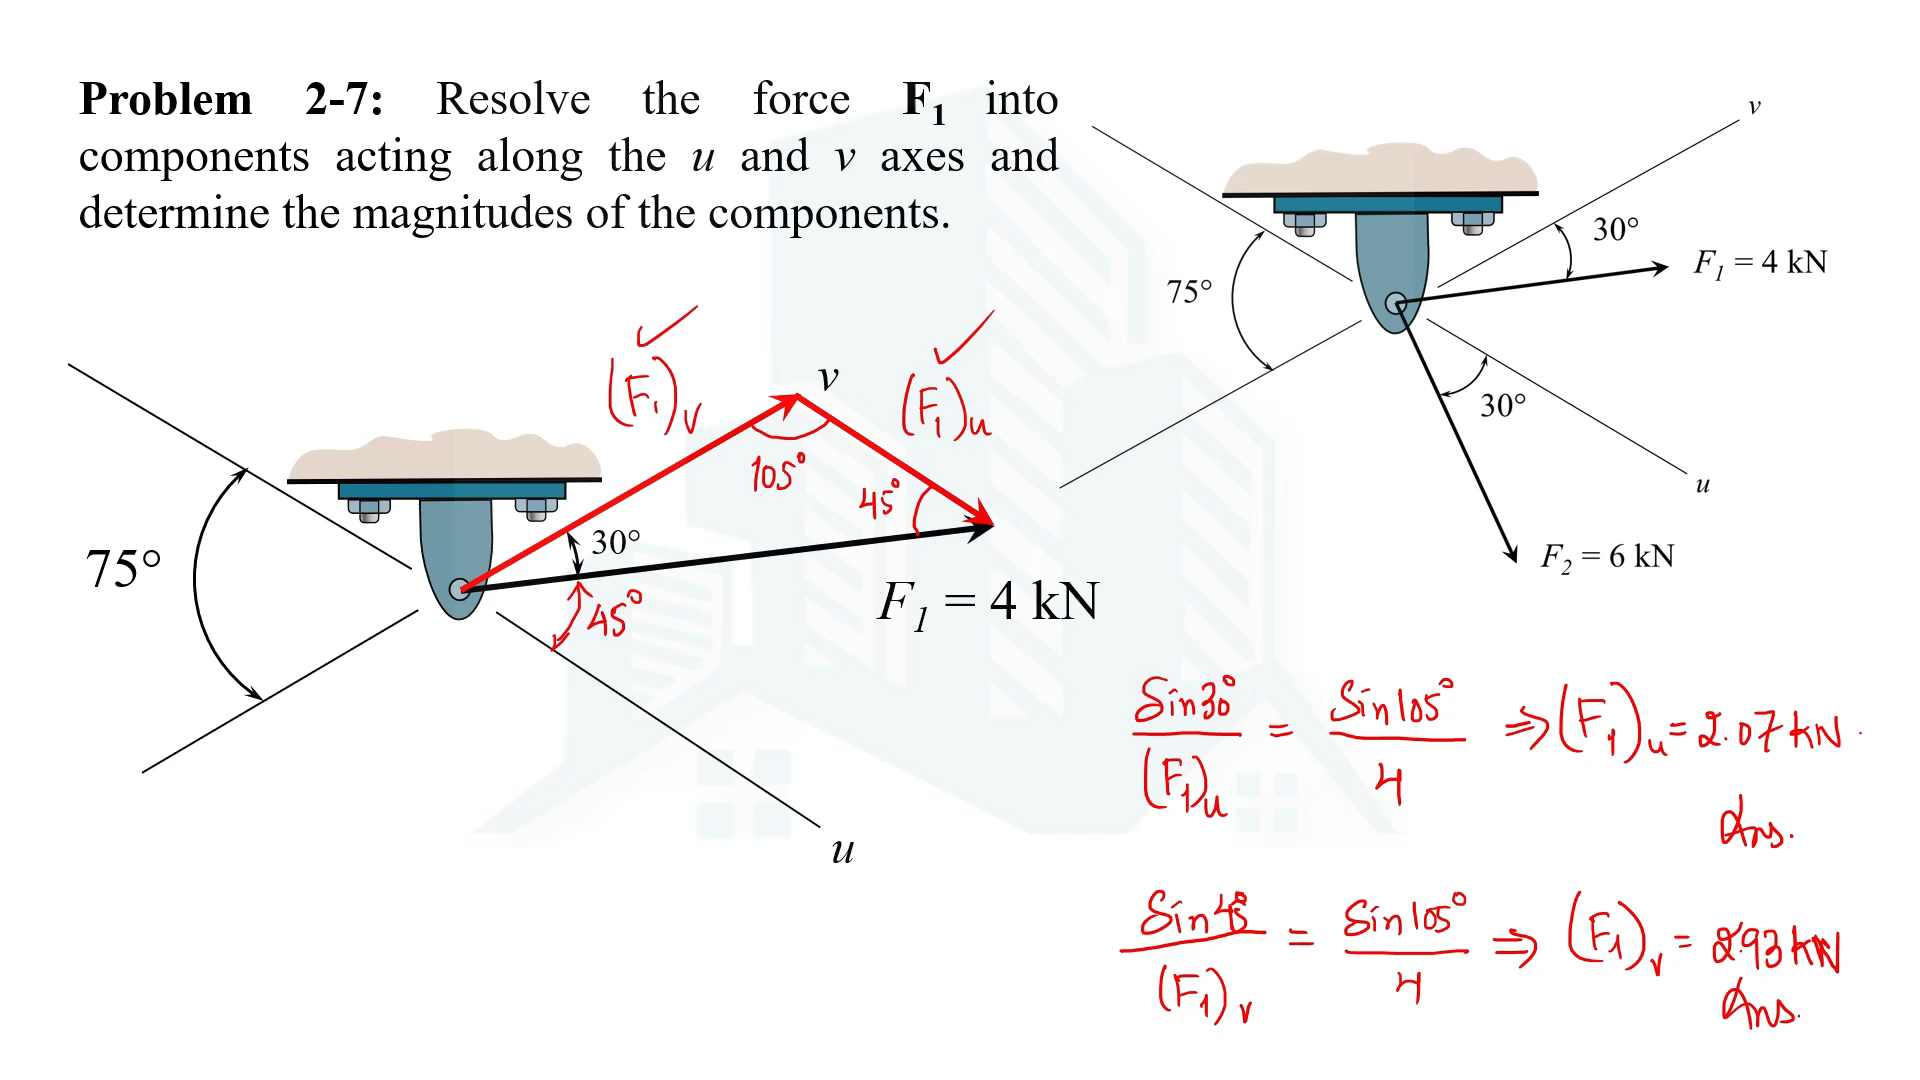 Problem 2-7: Resolve the force F₁ into
components acting along the u and v axes and
determine the magnitudes of the components.
v
30°
F₁ = 4 kN
75°
30°
u
F₂ = 6 kN
(F₁)ᵥ
v
(F₁)ᵤ
105°
45°
30°
75°
45°
F₁ = 4 kN
u
Sin30°/(F₁)ᵤ = Sin105°/4 ⇒ (F₁)ᵤ = 2.07 kN.
Ans.
Sin45°/(F₁)ᵥ = Sin105°/4 ⇒ (F₁)ᵥ = 2.93 kN
Ans.